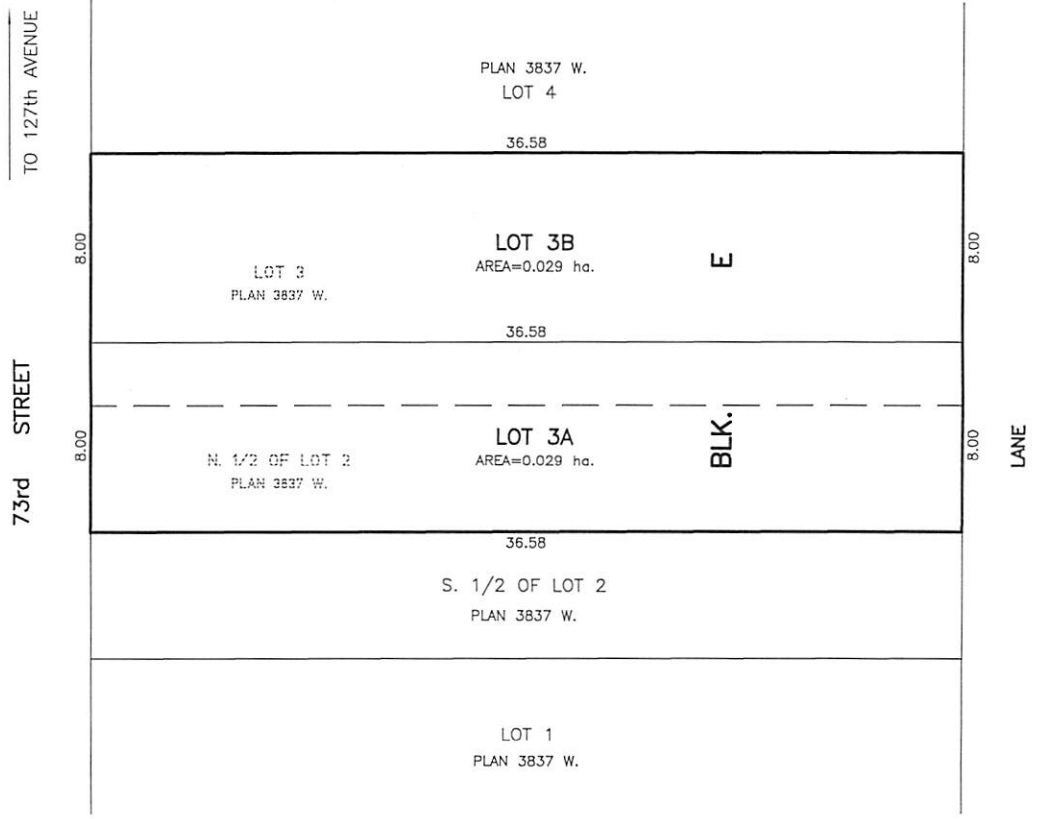 TO 127th AVENUE
PLAN 3837 W.
LOT 4
36.58
8.00
LOT 3B
AREA=0.029 ha.
E
8.00
LOT 3
PLAN 3837 W.
36.58
73rd STREET
8.00
LOT 3A
AREA=0.029 ha.
BLK.
8.00
LANE
N. 1/2 OF LOT 2
PLAN 3837 W.
36.58
S. 1/2 OF LOT 2
PLAN 3837 W.
LOT 1
PLAN 3837 W.